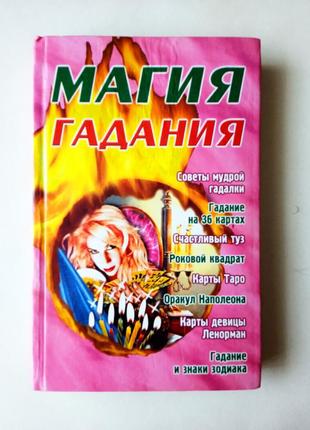 МАГИЯ
ГАДАНИЯ
Советы мудрой
гадалки
Гадание
на 36 картах
Счастливый туз
Роковой квадрат
Карты Таро
Оракул Наполеона
Карты девицы
Ленорман
Гадание
и знаки зодиака